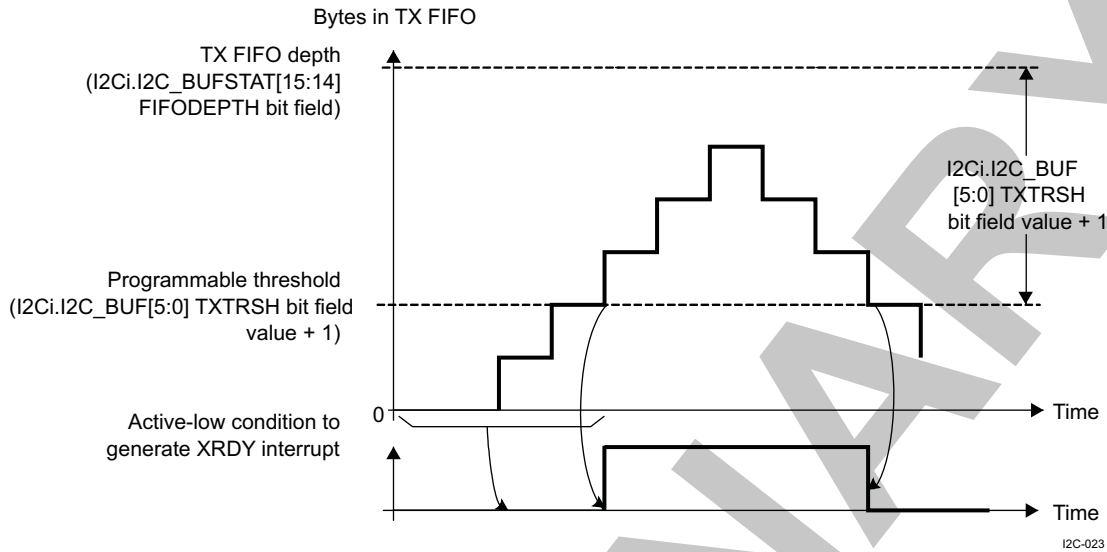 Bytes in TX FIFO
TX FIFO depth
(I2Ci.I2C_BUFSTAT[15:14]
FIFODEPTH bit field)
I2Ci.I2C_BUF
[5:0] TXTRSH
bit field value + 1
Programmable threshold
(I2Ci.I2C_BUF[5:0] TXTRSH bit field
value + 1)
0
Time
Active-low condition to
generate XRDY interrupt
Time
I2C-023